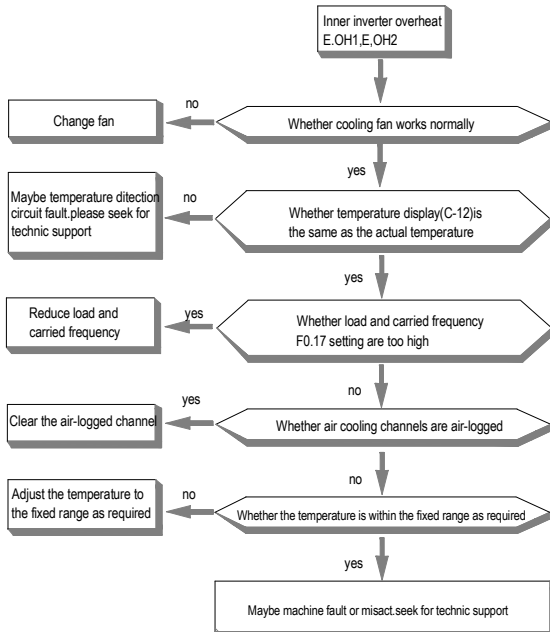 Inner inverter overheat
E.OH1,E,OH2
no
Change fan
Whether cooling fan works normally
yes
Maybe temperature ditection
circuit fault.please seek for
technic support
no
Whether temperature display(C-12)is
the same as the actual temperature
yes
Reduce load and
carried frequency
yes
Whether load and carried frequency
F0.17 setting are too high
no
Clear the air-logged channel
yes
Whether air cooling channels are air-logged
no
Adjust the temperature to
the fixed range as required
no
Whether the temperature is within the fixed range as required
yes
Maybe machine fault or misact.seek for technic support